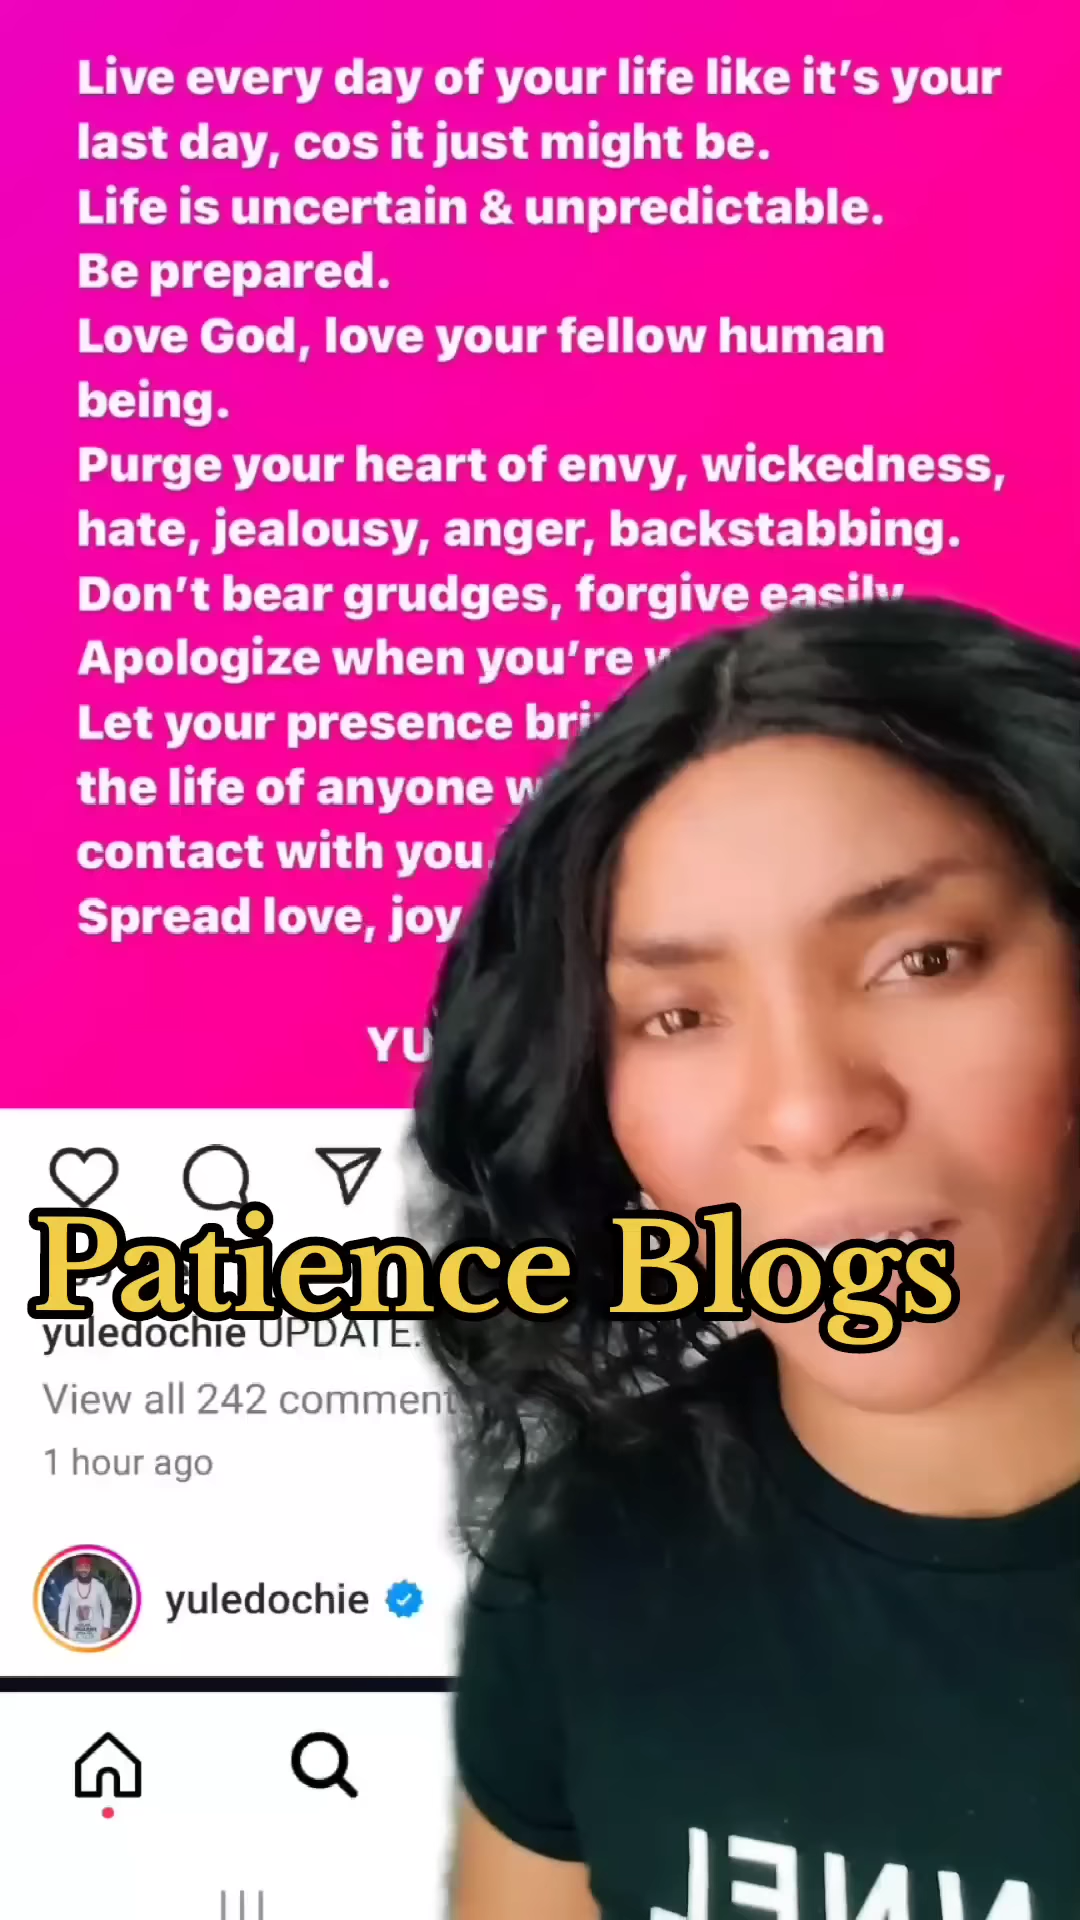 Live every day of your life like it's your
last day, cos it just might be.
Life is uncertain & unpredictable.
Be prepared.
Love God, love your fellow human
being.
Purge your heart of envy, wickedness,
hate, jealousy, anger, backstabbing.
Don't bear grudges, forgive easily
Apologize when you're
Let your presence
the life of anyone
contact with you.
Spread love, joy
Patience Blogs
yuledochie UPDATE.
View all 242 comment
1 hour ago
yuledochie